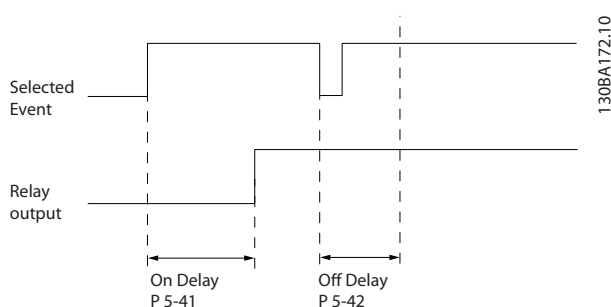 130BA172.10
Selected
Event
Relay
output
On Delay
P 5-41
Off Delay
P 5-42